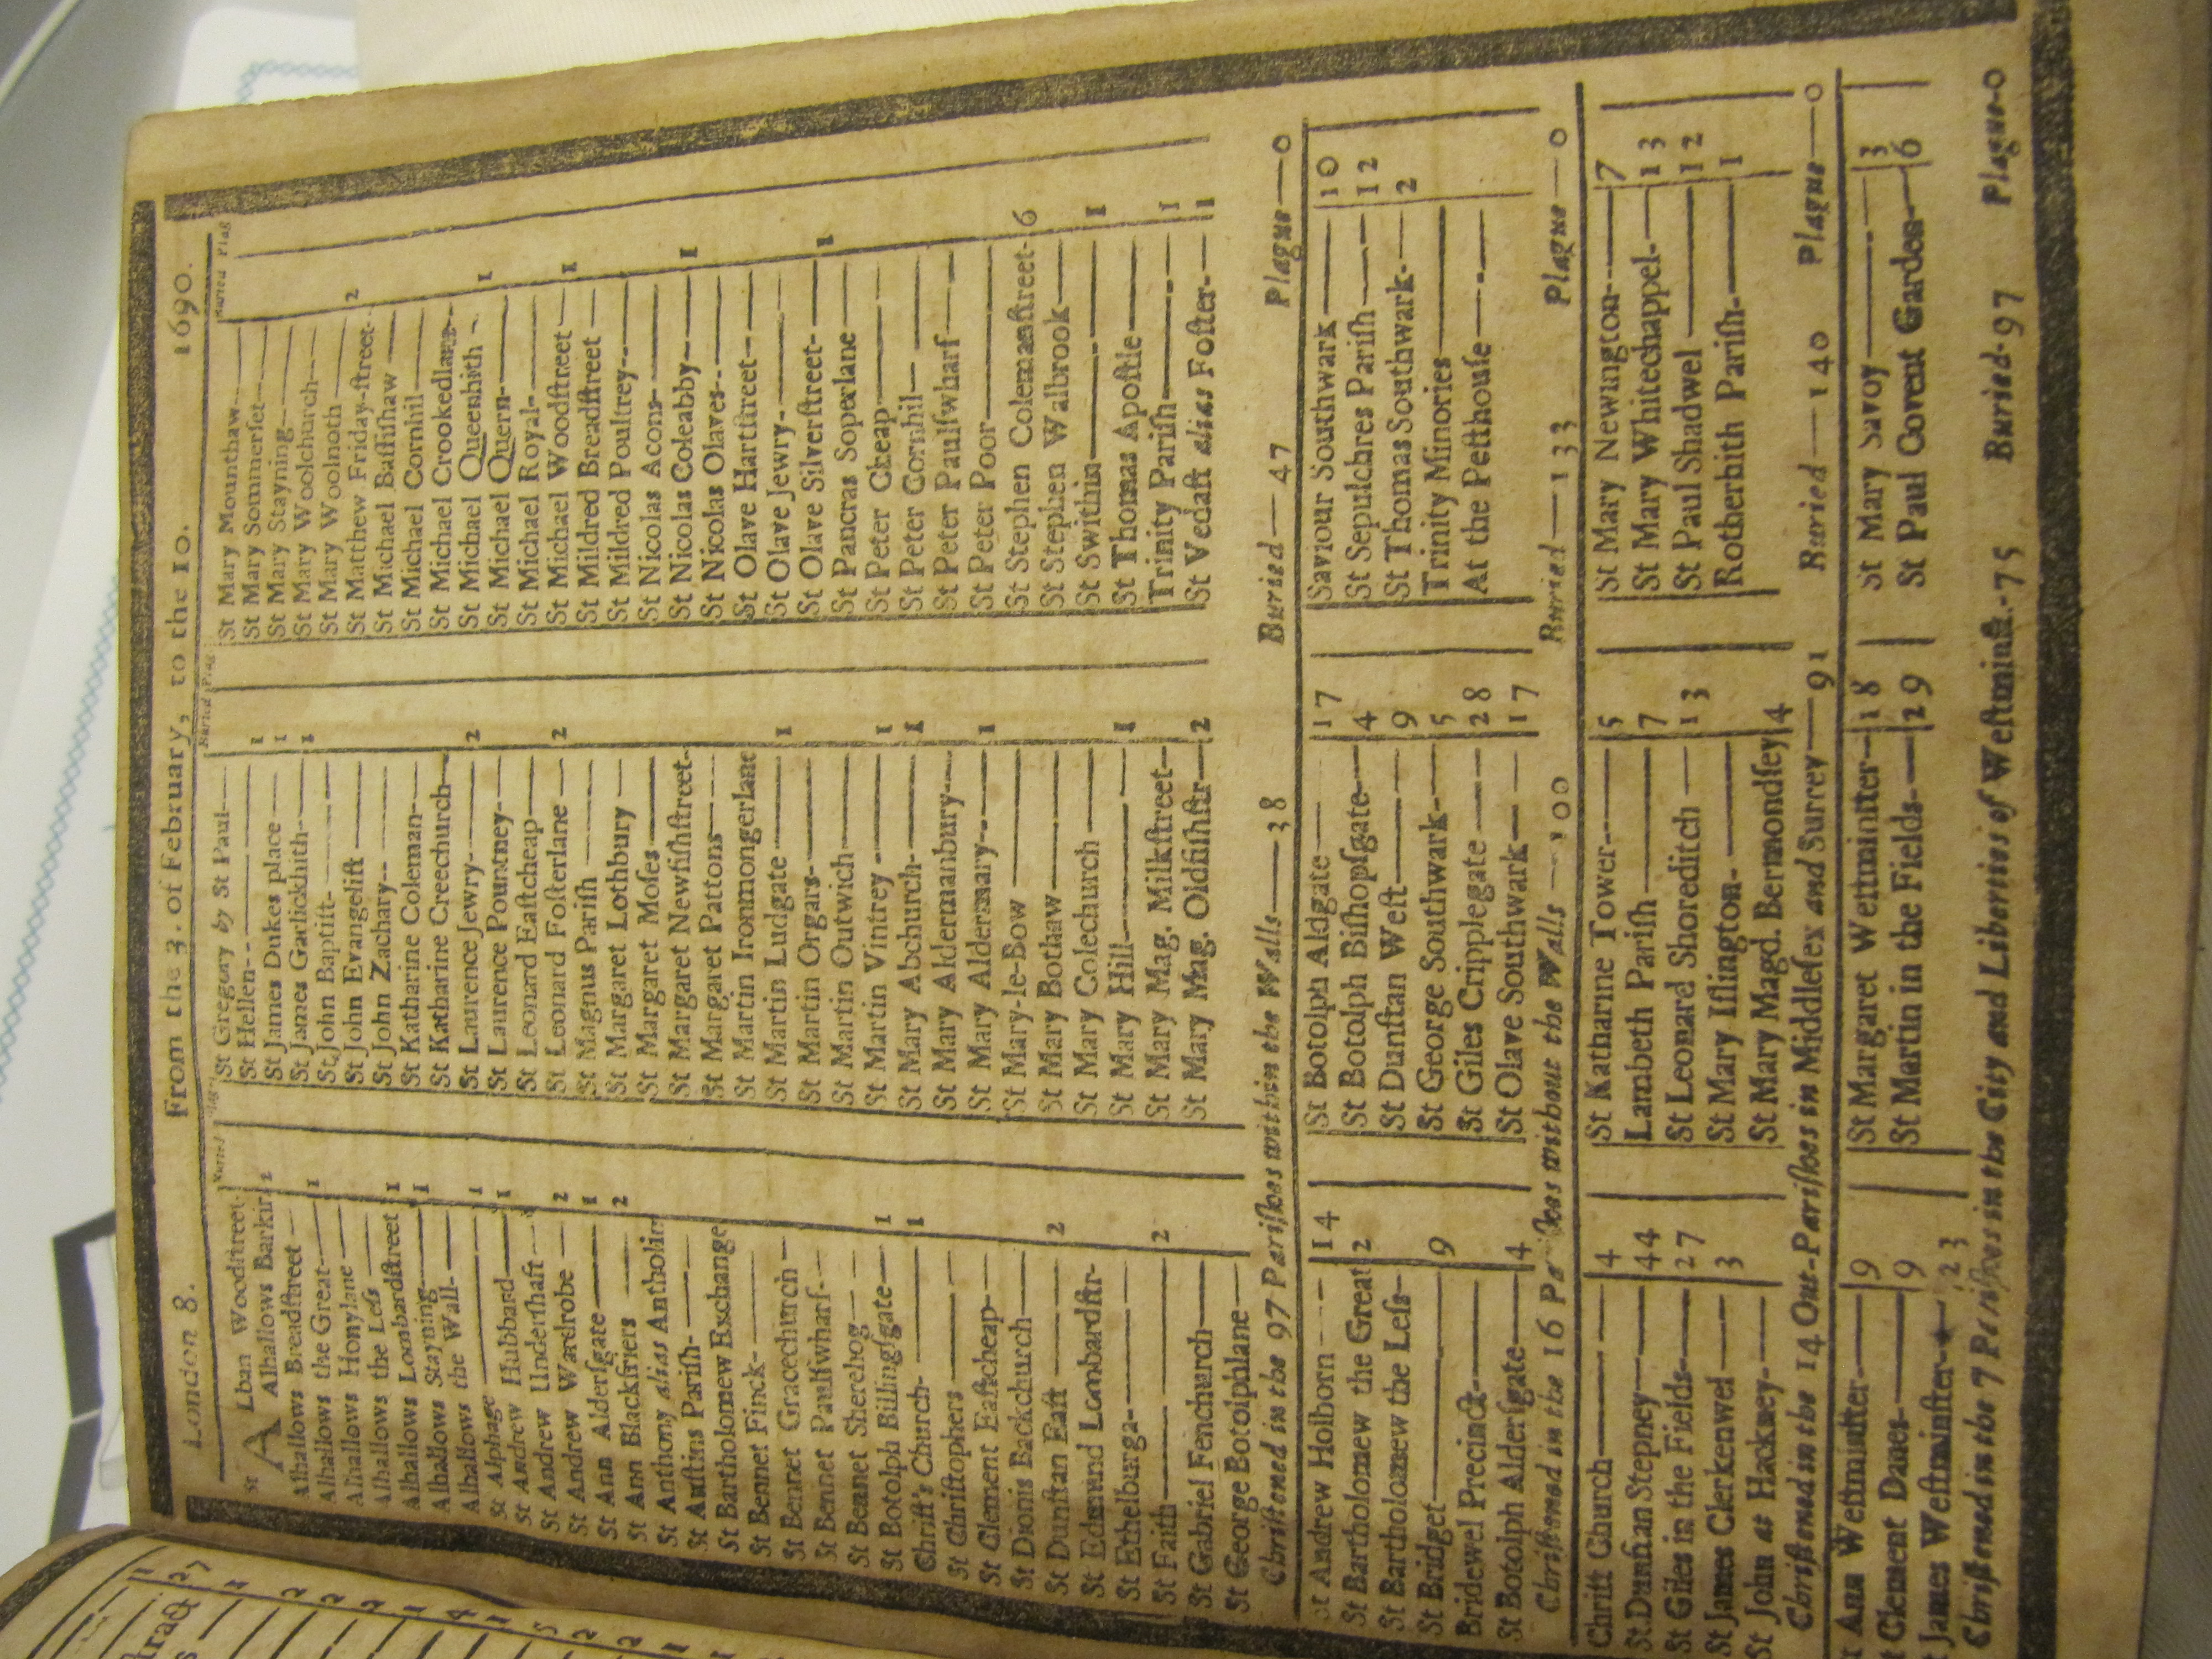 London 8. From the 3. of February, to the 10. 1690.
Buried Plag
Buried Plag
St ALban Woodſtreet-
Alhallows Barkin 2
Alhallows Breadſtreet —
Alhallows the Great— 1
Alhallows Honylane —
Alhallows the Leſs ——
Alhallows Lombardſtreet 1
Alhallows Stayning— 1
Alhallows the Wall- —
St Alphage —— 1
St Andrew Hubbard— 1
St Andrew Underſhaft —
St Andrew Wardrobe — 2
St Ann Alderſgate — 1
St Ann Blackfriers — 2
St Anthony alias Antholin
St Auſtins Pariſh- —
St Bartholomew Exchange
St Bennet Finck- ——
St Bennet Gracechurch —
St Bennet Paulſwharf- —
St Bennet Sherehog — —
St Botolph Billingſgate— 1
Chriſt's Church- —— 1
St Chriſtophers ——
St Clement Eaſtcheap—
St Dionis Backchurch—
St Dunſtan Eaſt —— 2
St Edmund Lombardſtr-
St Ethelburga- ——
St Faith ——— 2
St Gabriel Fenchurch—
St George Botolphlane —
St Gregory by St Paul-—
St Hellen-- —— 1
St James Dukes place — 1
St James Garlickhith-— 1
St John Baptiſt- ——
St John Evangeliſt —
St John Zachary-- —
St Katharine Coleman-—
St Katharine Creechurch—
St Laurence Jewry-— 2
St Laurence Pountney-—
St Leonard Eaſtcheap—
St Leonard Foſterlane — 2
St Magnus Pariſh ——
St Margaret Lothbury —
St Margaret Moſes——
St Margaret Newfiſhſtreet-
St Margaret Pattons—
St Martin Ironmongerlane
St Martin Ludgate —— 1
St Martin Orgars-——
St Martin Outwich——
St Martin Vintrey -—— 1
St Mary Abchurch-—— 1
St Mary Aldermanbury—
St Mary Aldermary-— 1
St Mary-le-Bow ——
St Mary Bothaw——
St Mary Colechurch ——
St Mary Hill—— 1
St Mary Mag. Milkſtreet—
St Mary Mag. Oldfiſhſtr— 2
St Mary Mounthaw-—
St Mary Sommerſet—
St Mary Stayning-—
St Mary Woolchurch-—
St Mary Woolnoth ——
St Matthew Friday-ſtreet- 2
St Michael Baſſiſhaw —
St Michael Cornhil——
St Michael Crookedlane-
St Michael Queenhith - 1
St Michael Quern-——
St Michael Royal-——
St Michael Woodſtreet — 1
St Mildred Breadſtreet —
St Mildred Poultrey-—
St Nicolas Acons- ——
St Nicolas Coleabby-— 1
St Nicolas Olaves-- —
St Olave Hartſtreet-—
St Olave Jewry-——
St Olave Silverſtreet-— 1
St Pancras Soperlane —
St Peter Cheap——
St Peter Cornhil— ——
St Peter Paulſwharf-—
St Peter Poor———
St Stephen Colemanſtreet- 6
St Stephen Walbrook—
St Swithin——— 1
St Thomas Apoſtle ——
Trinity Pariſh——— 1
St Vedaſt alias Foſter-— 1
Chriſtened in the 97 Pariſhes within the Walls—38 Buried—47 Plague—0
St Andrew Holborn — 14
St Bartholomew the Great 2
St Bartholomew the Leſs-
St Bridget—— 9
Bridewel Precinct-——
St Botolph Alderſgate— 4
St Botolph Aldgate— 17
St Botolph Biſhopſgate— 4
St Dunſtan Weſt—— 9
St George Southwark-— 5
St Giles Cripplegate — 28
St Olave Southwark— 17
Saviour Southwark—— 10
St Sepulchres Pariſh — 12
St Thomas Southwark- — 2
Trinity Minories——
At the Peſthouſe — ——
Chriſtened in the 16 Pariſhes without the Walls — 100 Buried—133 Plague—0
Chriſt Church—— 4
St. Dunſtan Stepney— 44
St Giles in the Fields— 27
St James Clerkenwel — 3
St John at Hackney-—
St Katharine Tower-— 5
Lambeth Pariſh —— 7
St Leonard Shoreditch — 13
St Mary Iſlington- ——
St Mary Magd. Bermondſey 4
St Mary Newington-— 7
St Mary Whitechappel-— 13
St Paul Shadwel —— 12
Rotherhith Pariſh-—— 1
Chriſtened in the 14 Out-Pariſhes in Middleſex and Surrey—91 Buried—140 Plague—0
Ann Weſtminſter— 9
Clement Danes—— 9
James Weſtminſter— 23
St Margaret Weſtminſter— 18
St Martin in the Fields-— 29
St Mary Savoy —— 3
St Paul Covent Garden— 6
Chriſtened in the 7 Pariſhes in the City and Liberties of Weſtminſt.-75 Buried-97 Plague-0